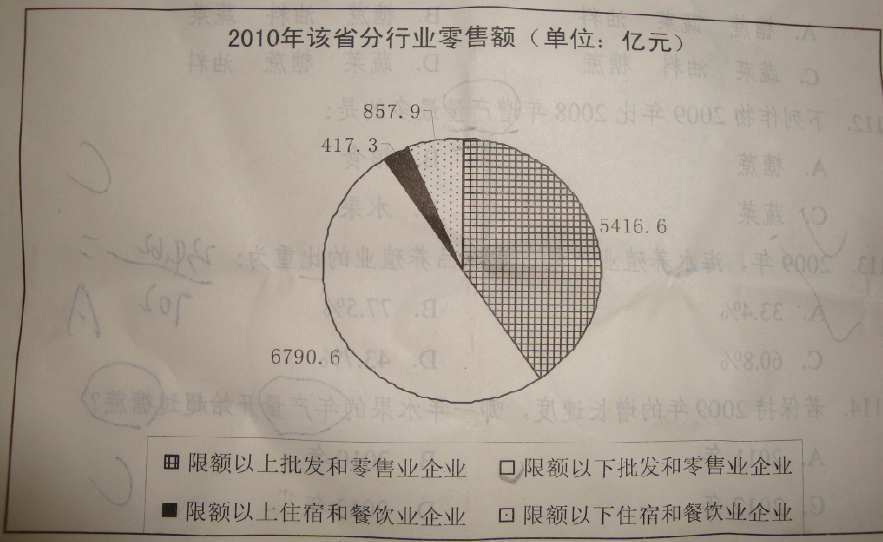 2010年该省分行业零售额（单位：亿元）
857.9
417.3
5416.6
6790.6
限额以上批发和零售业企业
限额以下批发和零售业企业
限额以上住宿和餐饮业企业
限额以下住宿和餐饮业企业